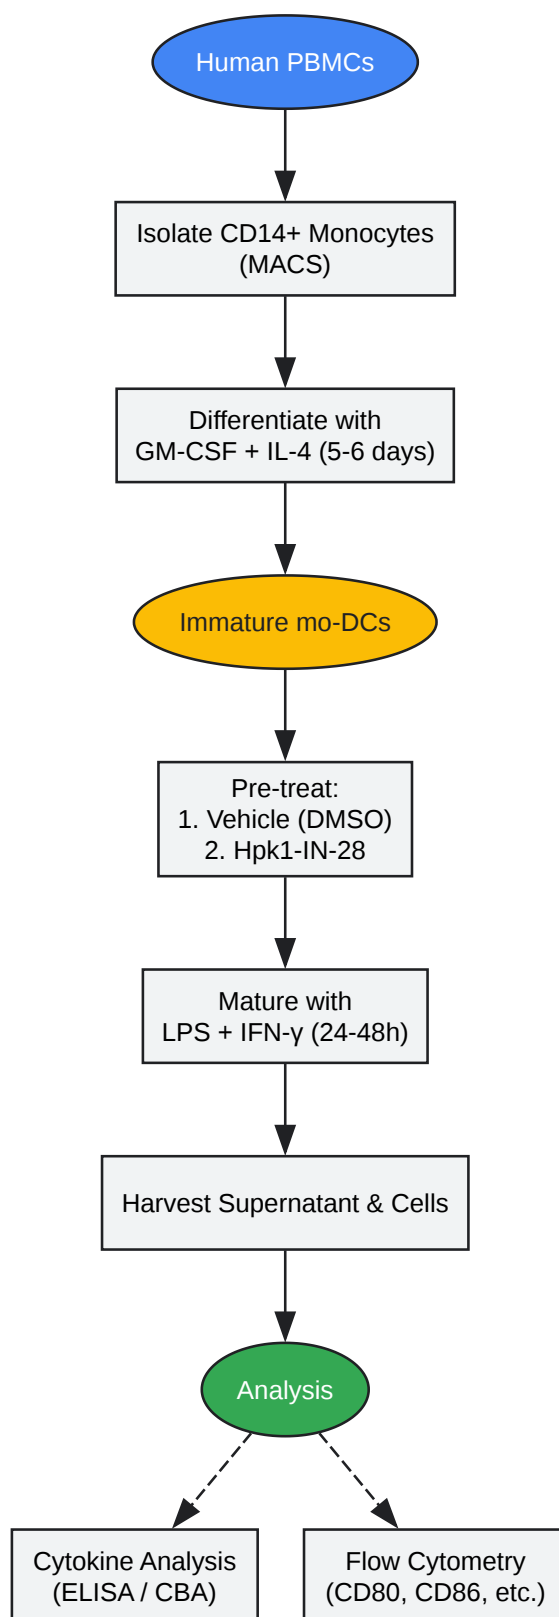 Human PBMCs
Isolate CD14+ Monocytes
(MACS)
Differentiate with
GM-CSF + IL-4 (5-6 days)
Immature mo-DCs
Pre-treat:
1. Vehicle (DMSO)
2. Hpk1-IN-28
Mature with
LPS + IFN-γ (24-48h)
Harvest Supernatant & Cells
Analysis
Cytokine Analysis
(ELISA / CBA)
Flow Cytometry
(CD80, CD86, etc.)